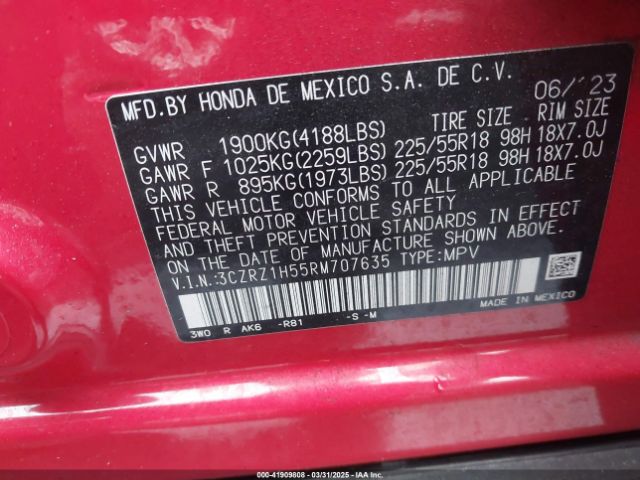 MFD.BY HONDA DE MEXICO S.A. DE C.V. 06/'23
TIRE SIZE RIM SIZE
GVWR 1900KG(4188LBS)
GAWR F 1025KG(2259LBS) 225/55R18 98H 18X7.0J
GAWR R 895KG(1973LBS) 225/55R18 98H 18X7.0J
THIS VEHICLE CONFORMS TO ALL APPLICABLE
FEDERAL MOTOR VEHICLE SAFETY
AND THEFT PREVENTION STANDARDS IN EFFECT
ON THE DATE OF MANUFACTURE SHOWN ABOVE.
V.I.N.:3CZRZ1H55RM707635 TYPE:MPV
3W0 R AK6 -R81 -S -M
MADE IN MEXICO
000-41909808 - 03/31/2025 - IAAI.COM